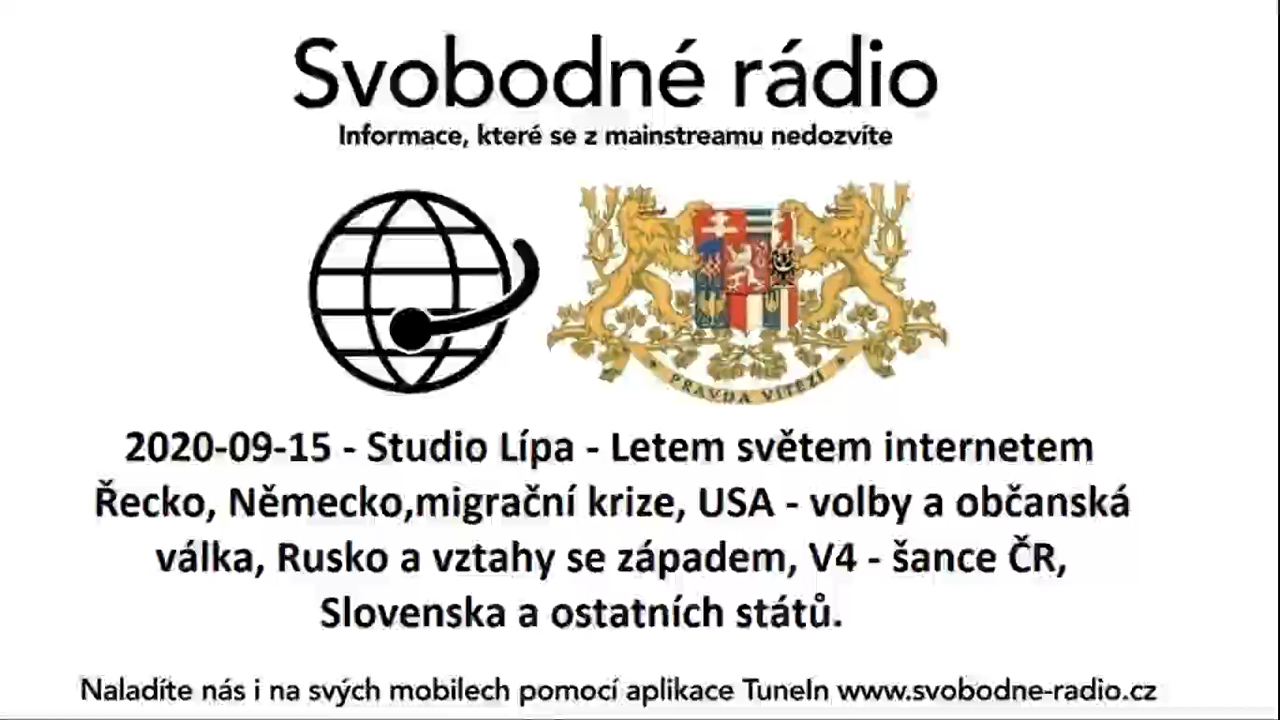 Svobodné rádio
Informace, které se z mainstreamu nedozvíte
PRAVDA VÍTĚZÍ
2020-09-15 - Studio Lípa - Letem světem internetem
Řecko, Německo,migrační krize, USA - volby a občanská
válka, Rusko a vztahy se západem, V4 - šance ČR,
Slovenska a ostatních států.
Naladíte nás i na svých mobilech pomocí aplikace TuneIn www.svobodne-radio.cz